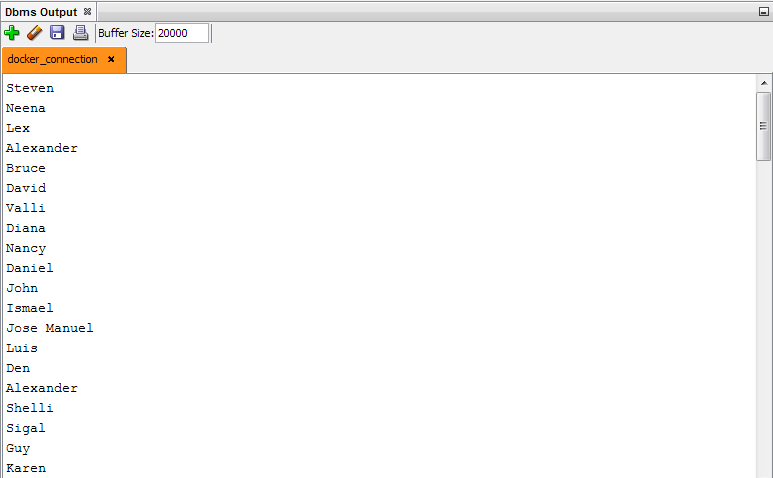 Dbms Output
Buffer Size: 20000
docker_connection
Steven
Neena
Lex
Alexander
Bruce
David
Valli
Diana
Nancy
Daniel
John
Ismael
Jose Manuel
Luis
Den
Alexander
Shelli
Sigal
Guy
Karen